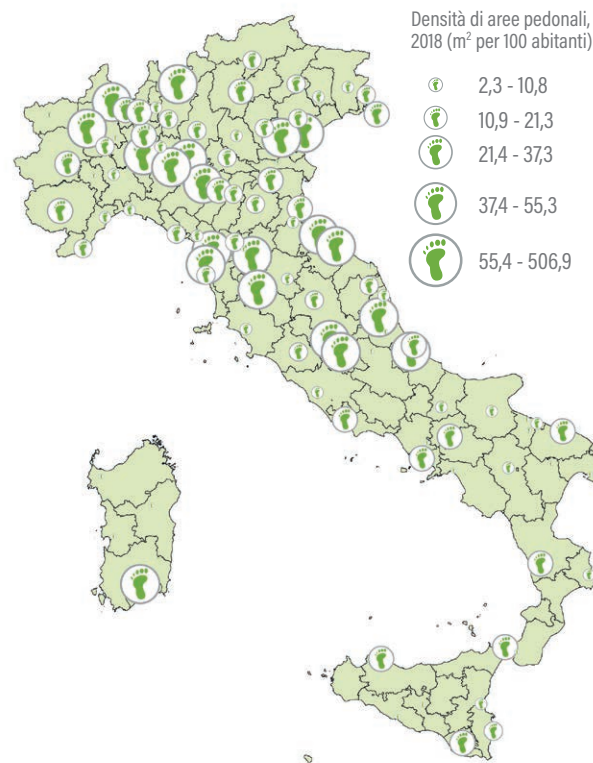 Densità di aree pedonali,
2018 (m² per 100 abitanti)
2,3 - 10,8
10,9 - 21,3
21,4 - 37,3
37,4 - 55,3
55,4 - 506,9